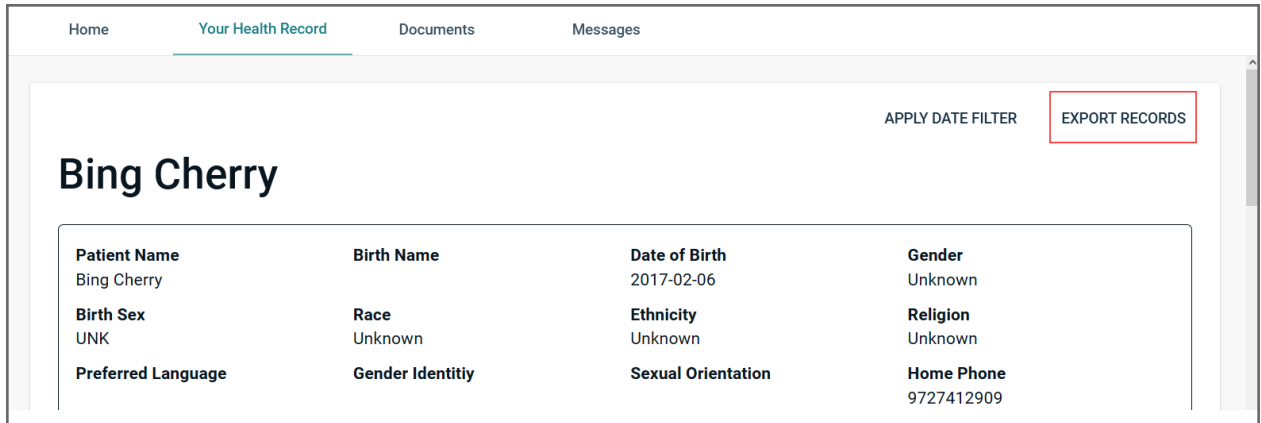 Home Your Health Record Documents Messages
APPLY DATE FILTER EXPORT RECORDS
Bing Cherry
Patient Name Birth Name Date of Birth Gender
Bing Cherry 2017-02-06 Unknown
Birth Sex Race Ethnicity Religion
UNK Unknown Unknown Unknown
Preferred Language Gender Identitiy Sexual Orientation Home Phone
9727412909